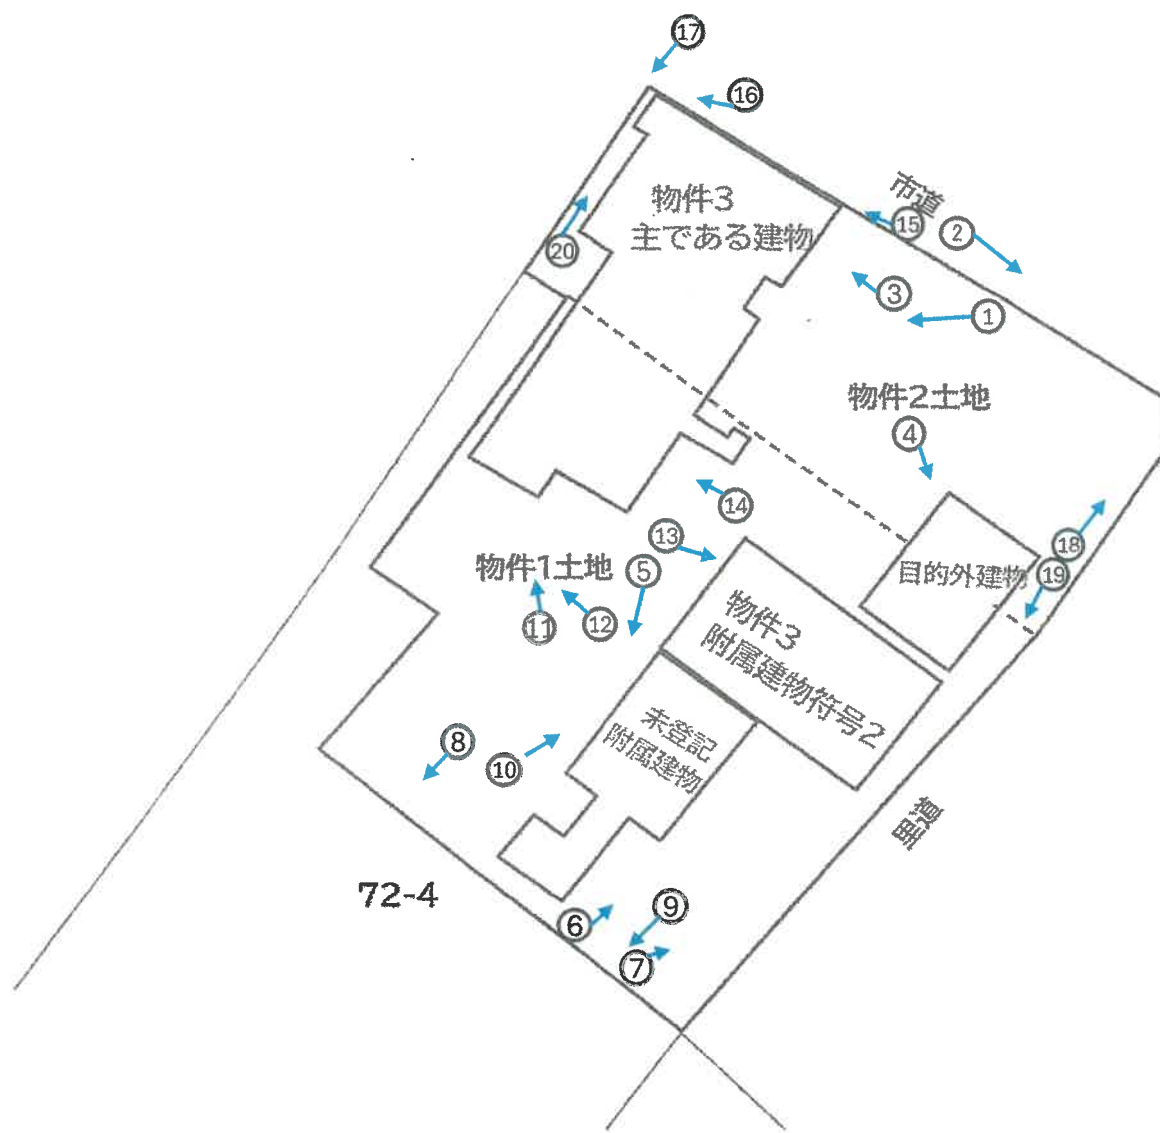 ⑰
⑯
市道
物件3
主である建物
⑮
②
⑳
③
①
物件2土地
④
⑭
⑬
⑤
物件1土地
⑱
⑲
目的外建物
⑪
⑫
物件3
附属建物符号2
未登記
附属建物
⑧
⑩
里道
72-4
⑥
⑨
⑦